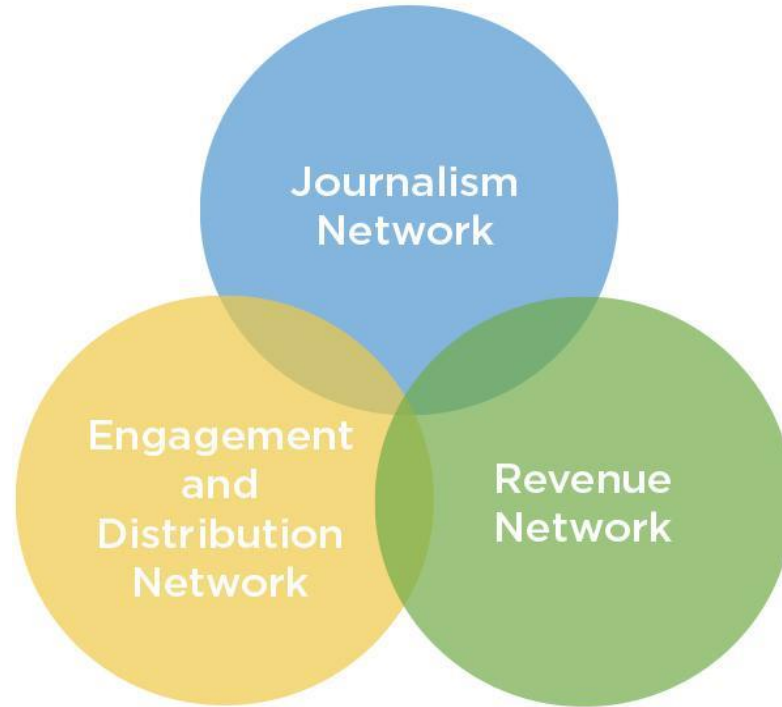 Journalism
Network
Engagement
and
Distribution
Network
Revenue
Network